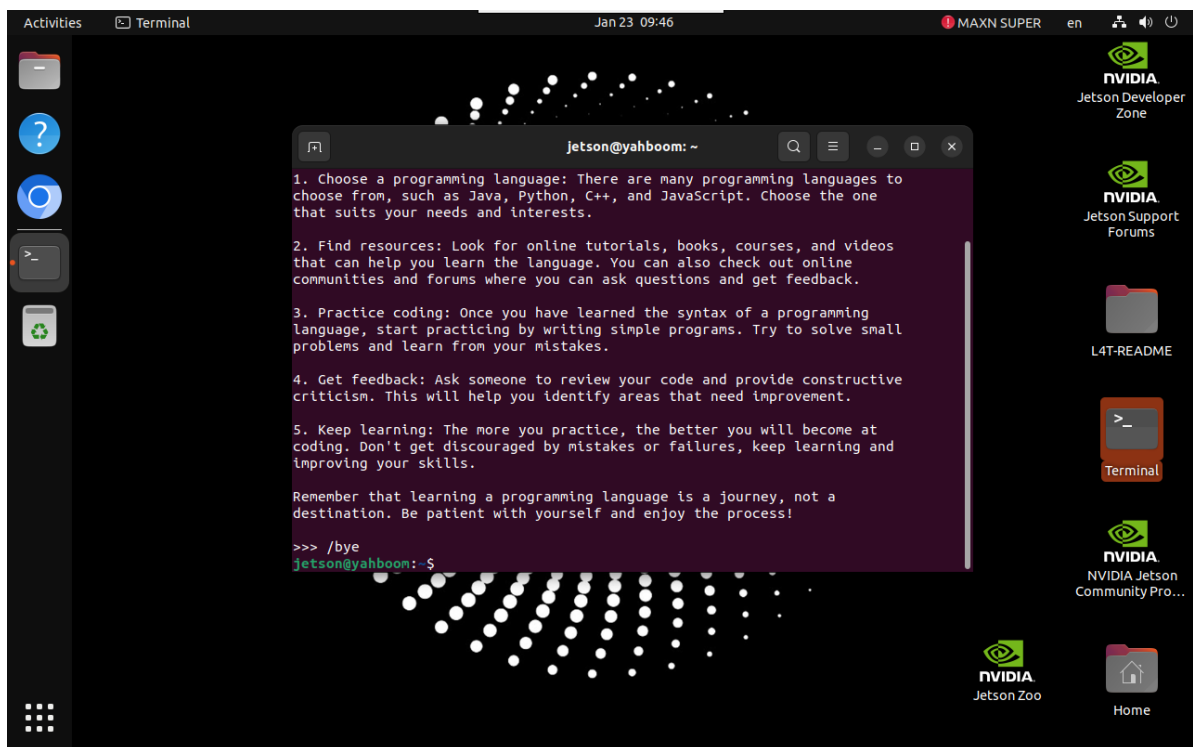 Activities
Terminal
Jan 23 09:46
MAXN SUPER
en
jetson@yahboom: ~
1. Choose a programming language: There are many programming languages to
choose from, such as Java, Python, C++, and JavaScript. Choose the one
that suits your needs and interests.
2. Find resources: Look for online tutorials, books, courses, and videos
that can help you learn the language. You can also check out online
communities and forums where you can ask questions and get feedback.
3. Practice coding: Once you have learned the syntax of a programming
language, start practicing by writing simple programs. Try to solve small
problems and learn from your mistakes.
4. Get feedback: Ask someone to review your code and provide constructive
criticism. This will help you identify areas that need improvement.
5. Keep learning: The more you practice, the better you will become at
coding. Don't get discouraged by mistakes or failures, keep learning and
improving your skills.
Remember that learning a programming language is a journey, not a
destination. Be patient with yourself and enjoy the process!
>>> /bye
jetson@yahboom:~$
NVIDIA.
Jetson Developer
Zone
NVIDIA.
Jetson Support
Forums
L4T-README
>_
Terminal
NVIDIA.
NVIDIA Jetson
Community Pro...
NVIDIA.
Jetson Zoo
Home